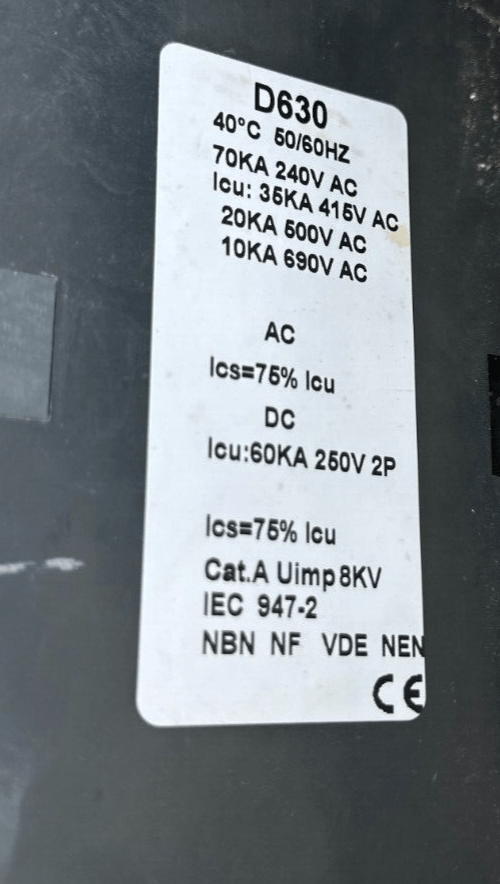 D630
40°C 50/60HZ
70KA 240V AC
Icu: 35KA 415V AC
20KA 500V AC
10KA 690V AC
AC
Ics=75% Icu
DC
Icu:60KA 250V 2P
Ics=75% Icu
Cat.A Uimp 8KV
IEC 947-2
NBN NF VDE NEN
CE